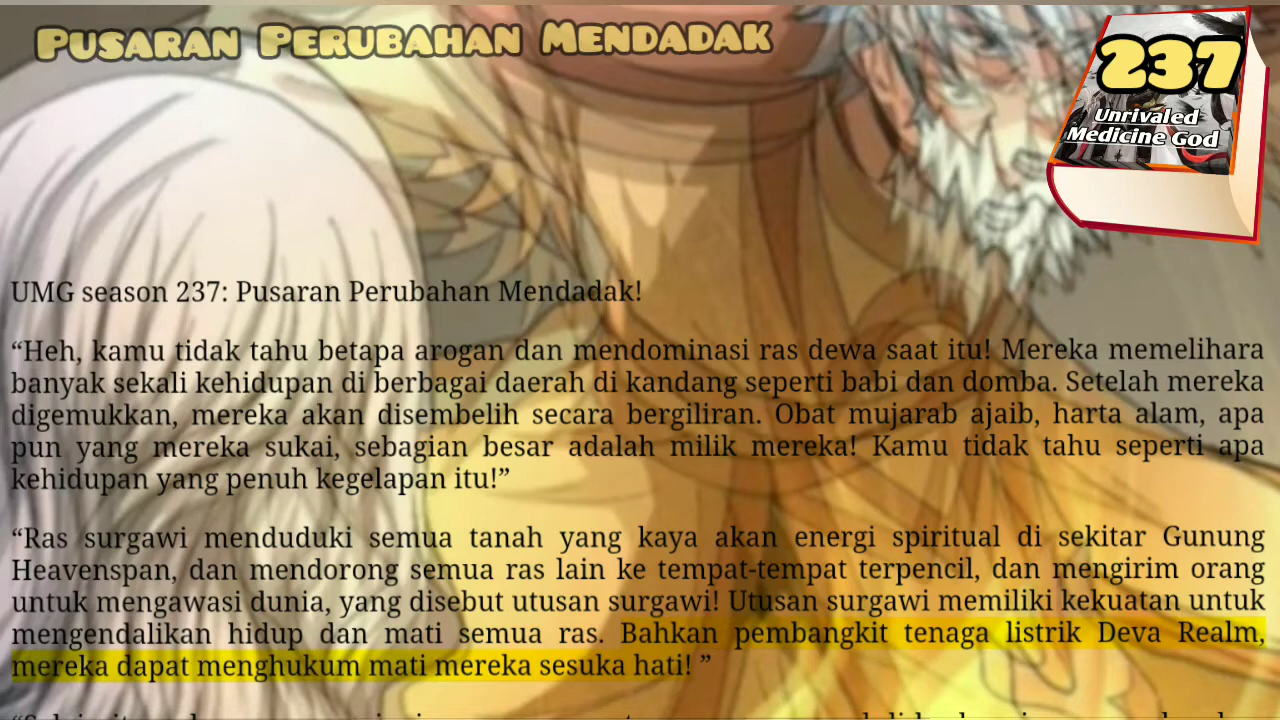 Pusaran Perubahan Mendadak
237
Unrivaled
Medicine God
UMG season 237: Pusaran Perubahan Mendadak!
“Heh, kamu tidak tahu betapa arogan dan mendominasi ras dewa saat itu! Mereka memelihara
banyak sekali kehidupan di berbagai daerah di kandang seperti babi dan domba. Setelah mereka
digemukkan, mereka akan disembelih secara bergiliran. Obat mujarab ajaib, harta alam, apa
pun yang mereka sukai, sebagian besar adalah milik mereka! Kamu tidak tahu seperti apa
kehidupan yang penuh kegelapan itu!”
“Ras surgawi menduduki semua tanah yang kaya akan energi spiritual di sekitar Gunung
Heavenspan, dan mendorong semua ras lain ke tempat-tempat terpencil, dan mengirim orang
untuk mengawasi dunia, yang disebut utusan surgawi! Utusan surgawi memiliki kekuatan untuk
mengendalikan hidup dan mati semua ras. Bahkan pembangkit tenaga listrik Deva Realm,
mereka dapat menghukum mati mereka sesuka hati! ”